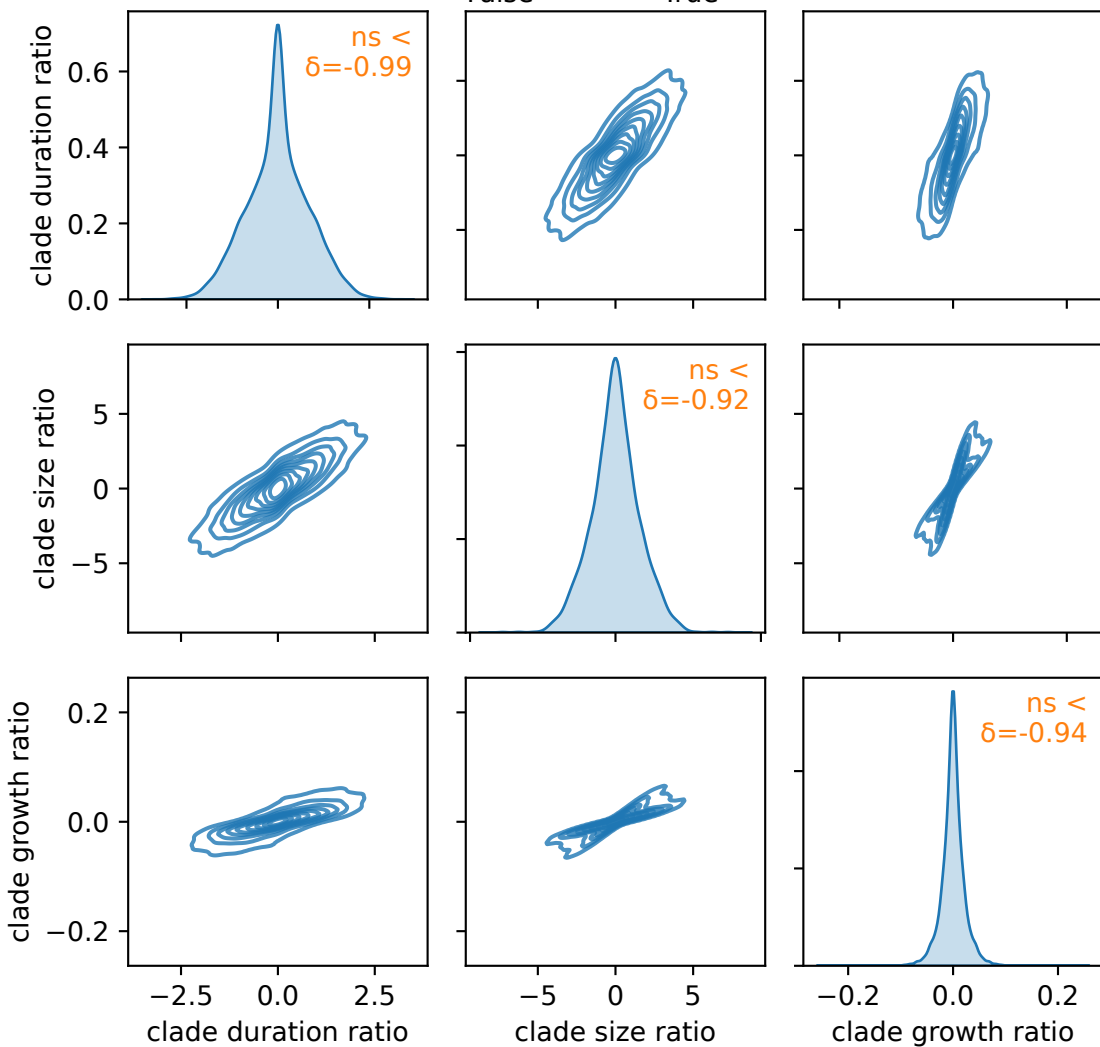 clade duration ratio
0.6
0.4
0.2
0.0
ns <
δ=-0.99
clade size ratio
5
0
−5
ns <
δ=-0.92
clade growth ratio
0.2
0.0
−0.2
ns <
δ=-0.94
−2.5 0.0 2.5
−5 0 5
−0.2 0.0 0.2
clade duration ratio
clade size ratio
clade growth ratio